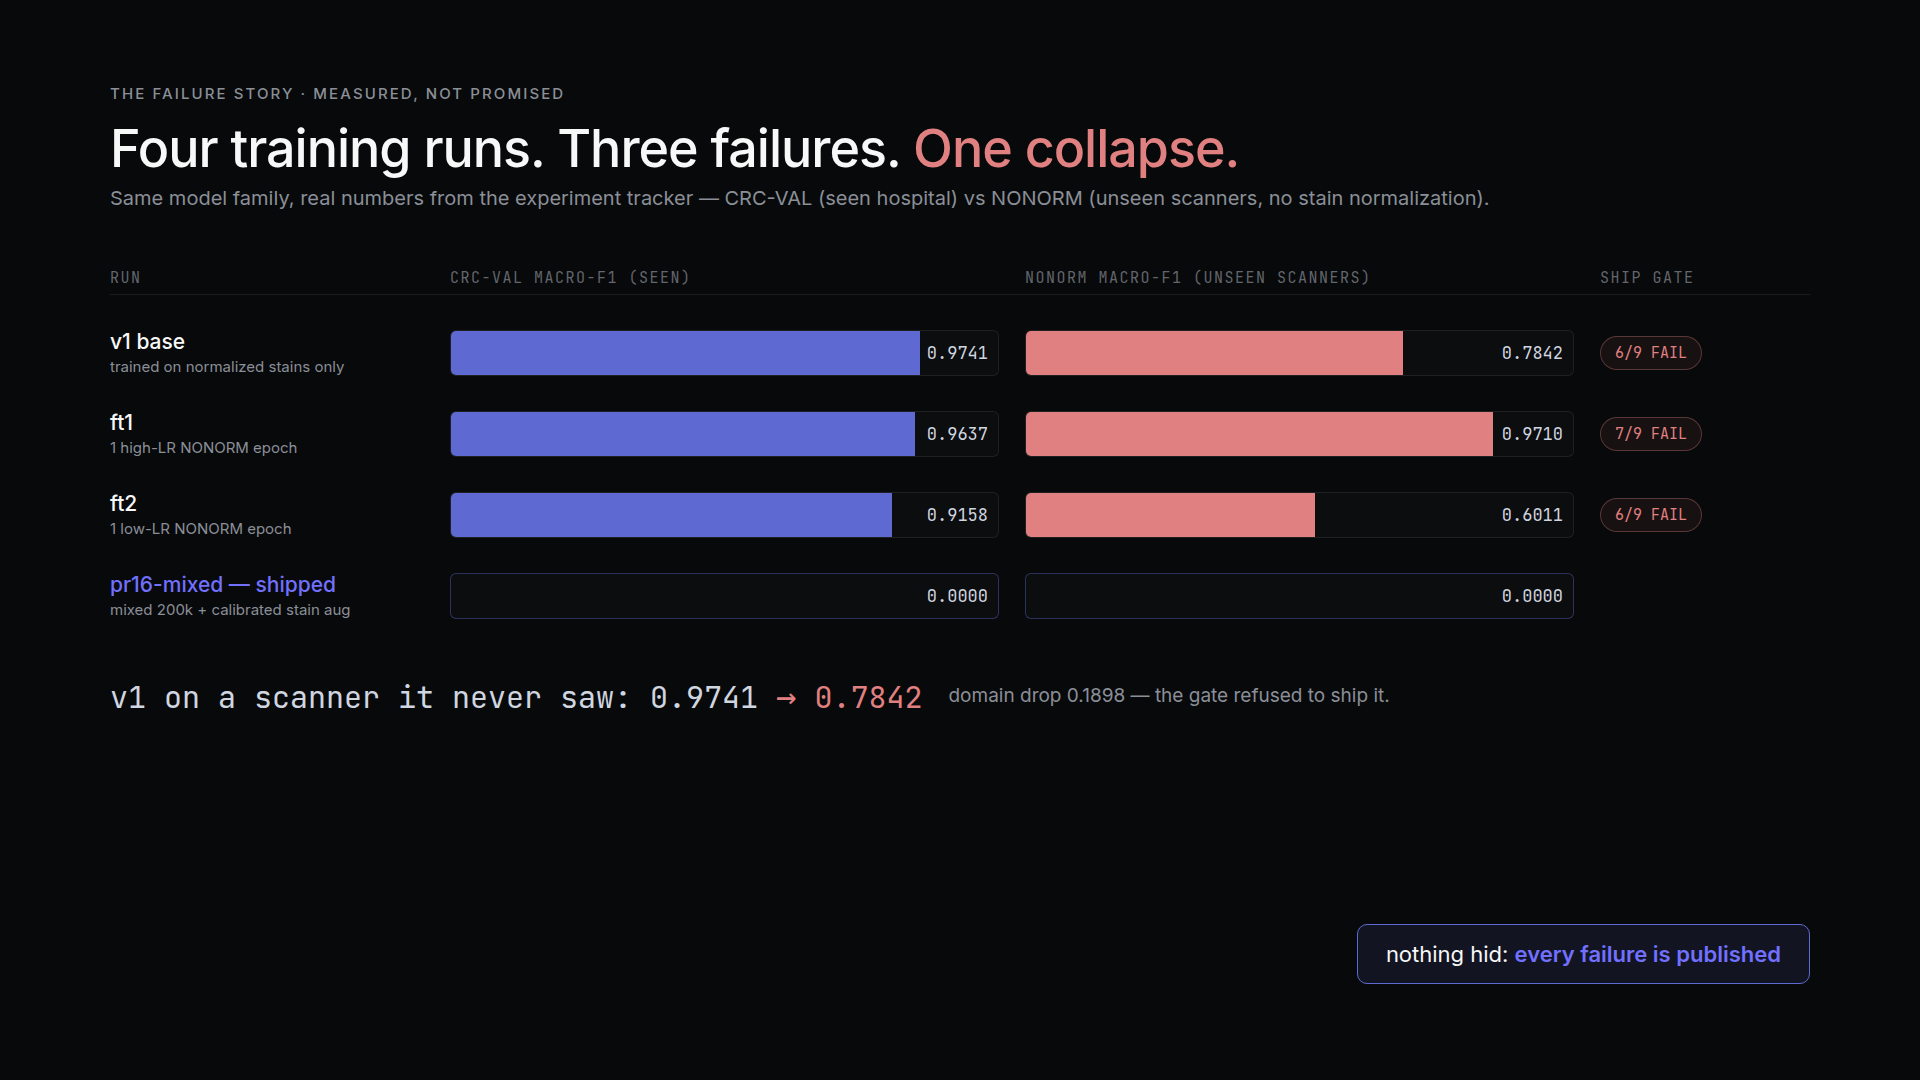 THE FAILURE STORY · MEASURED, NOT PROMISED
Four training runs. Three failures. One collapse.
Same model family, real numbers from the experiment tracker — CRC-VAL (seen hospital) vs NONORM (unseen scanners, no stain normalization).
RUN CRC-VAL MACRO-F1 (SEEN) NONORM MACRO-F1 (UNSEEN SCANNERS) SHIP GATE
v1 base
trained on normalized stains only
0.9741 0.7842 6/9 FAIL
ft1
1 high-LR NONORM epoch
0.9637 0.9710 7/9 FAIL
ft2
1 low-LR NONORM epoch
0.9158 0.6011 6/9 FAIL
pr16-mixed — shipped
mixed 200k + calibrated stain aug
0.0000 0.0000
v1 on a scanner it never saw: 0.9741 → 0.7842 domain drop 0.1898 — the gate refused to ship it.
nothing hid: every failure is published